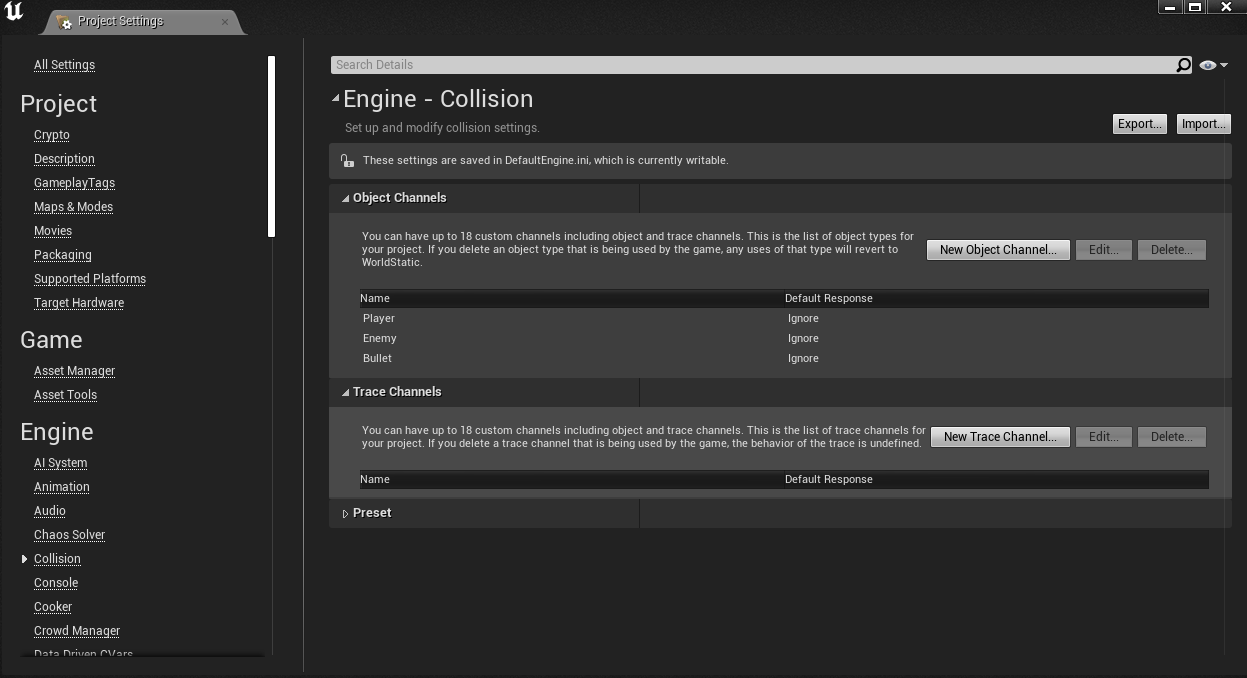 Project Settings
All Settings
Project
Crypto
Description
GameplayTags
Maps & Modes
Movies
Packaging
Supported Platforms
Target Hardware
Game
Asset Manager
Asset Tools
Engine
AI System
Animation
Audio
Chaos Solver
Collision
Console
Cooker
Crowd Manager
Data Driven CVars
Search Details
Engine - Collision
Set up and modify collision settings.
Export...
Import...
These settings are saved in DefaultEngine.ini, which is currently writable.
Object Channels
You can have up to 18 custom channels including object and trace channels. This is the list of object types for
your project. If you delete an object type that is being used by the game, any uses of that type will revert to
WorldStatic.
New Object Channel...
Edit...
Delete...
Name Default Response
Player Ignore
Enemy Ignore
Bullet Ignore
Trace Channels
You can have up to 18 custom channels including object and trace channels. This is the list of trace channels for
your project. If you delete a trace channel that is being used by the game, the behavior of the trace is undefined.
New Trace Channel...
Edit...
Delete...
Name Default Response
Preset